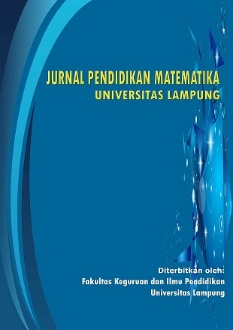 JURNAL PENDIDIKAN MATEMATIKA
UNIVERSITAS LAMPUNG
Diterbitkan oleh:
Fakultas Keguruan dan Ilmu Pendidikan
Universitas Lampung